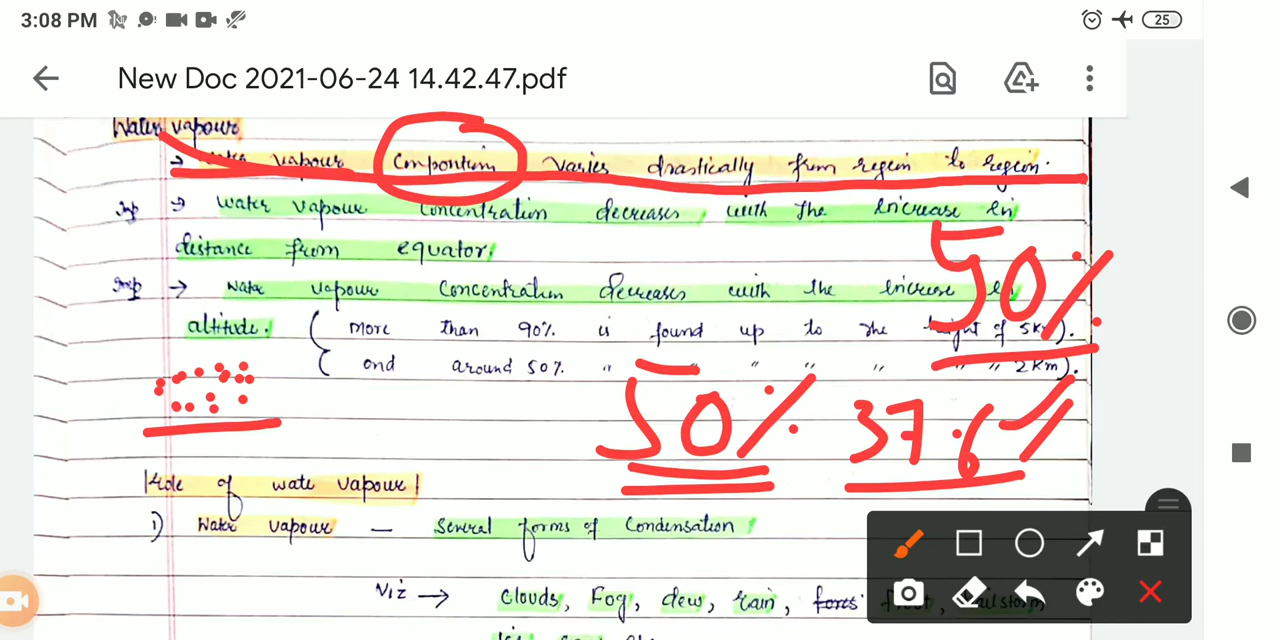 3:08 PM 25
New Doc 2021-06-24 14.42.47.pdf
Water vapour
→ vapour Composition varies drastically from region to region.
Imp → Water vapour Concentration decreases, with the increase in
distance from equator.
Imp → Water vapour Concentration decreases with the increase in
50%
altitude. (More than 90% is found up to the height of 5km).
(and around 50% " " " " " " 2km).
50% 37.6%
Role of wate vapour
1) Water vapour — Several forms of Condensation
Viz → Clouds, Fog, dew, rain,